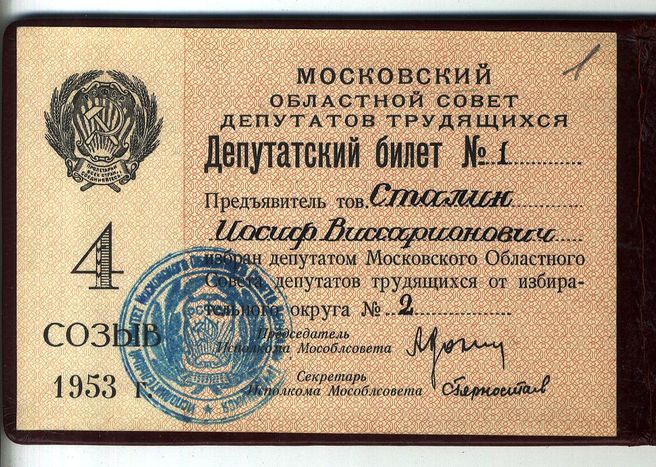 МОСКОВСКИЙ
ОБЛАСТНОЙ СОВЕТ
ДЕПУТАТОВ ТРУДЯЩИХСЯ
Депутатский билет № 1
Предъявитель тов. Сталин
Иосиф Виссарионович
избран депутатом Московского Областного
Совета депутатов трудящихся от избира-
тельного округа № 2
Председатель
Исполкома Мособлсовета
Секретарь
Исполкома Мособлсовета
4
СОЗЫВ
1953 г.
1